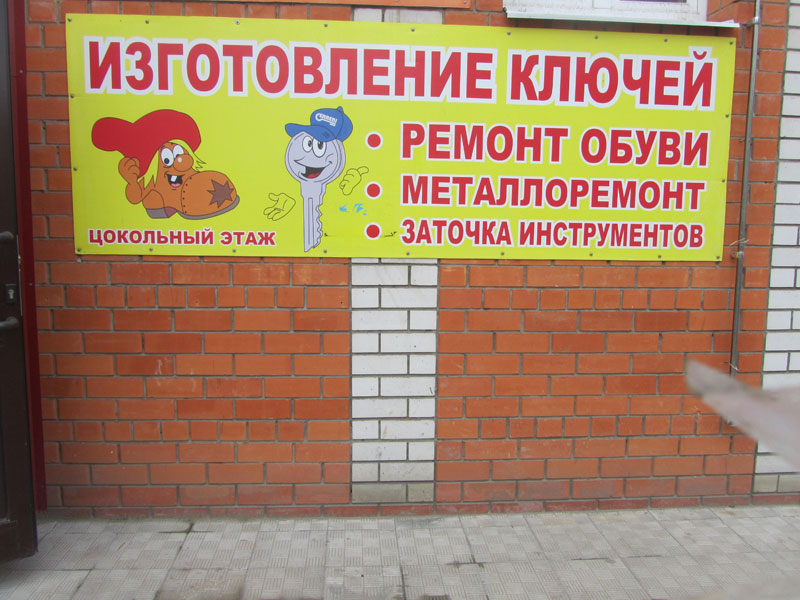 ИЗГОТОВЛЕНИЕ КЛЮЧЕЙ
• РЕМОНТ ОБУВИ
• МЕТАЛЛОРЕМОНТ
• ЗАТОЧКА ИНСТРУМЕНТОВ
ЦОКОЛЬНЫЙ ЭТАЖ